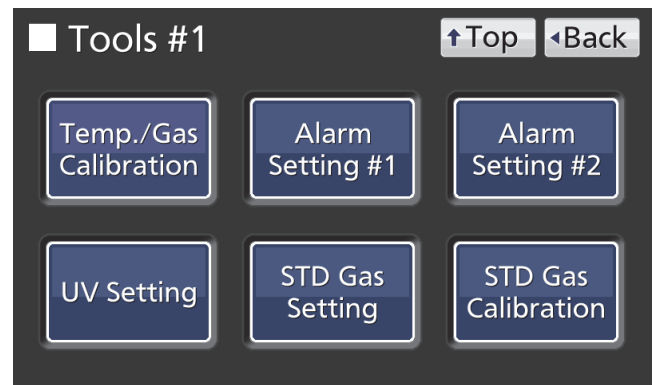 Tools #1
Top
Back
Temp./Gas
Calibration
Alarm
Setting #1
Alarm
Setting #2
UV Setting
STD Gas
Setting
STD Gas
Calibration